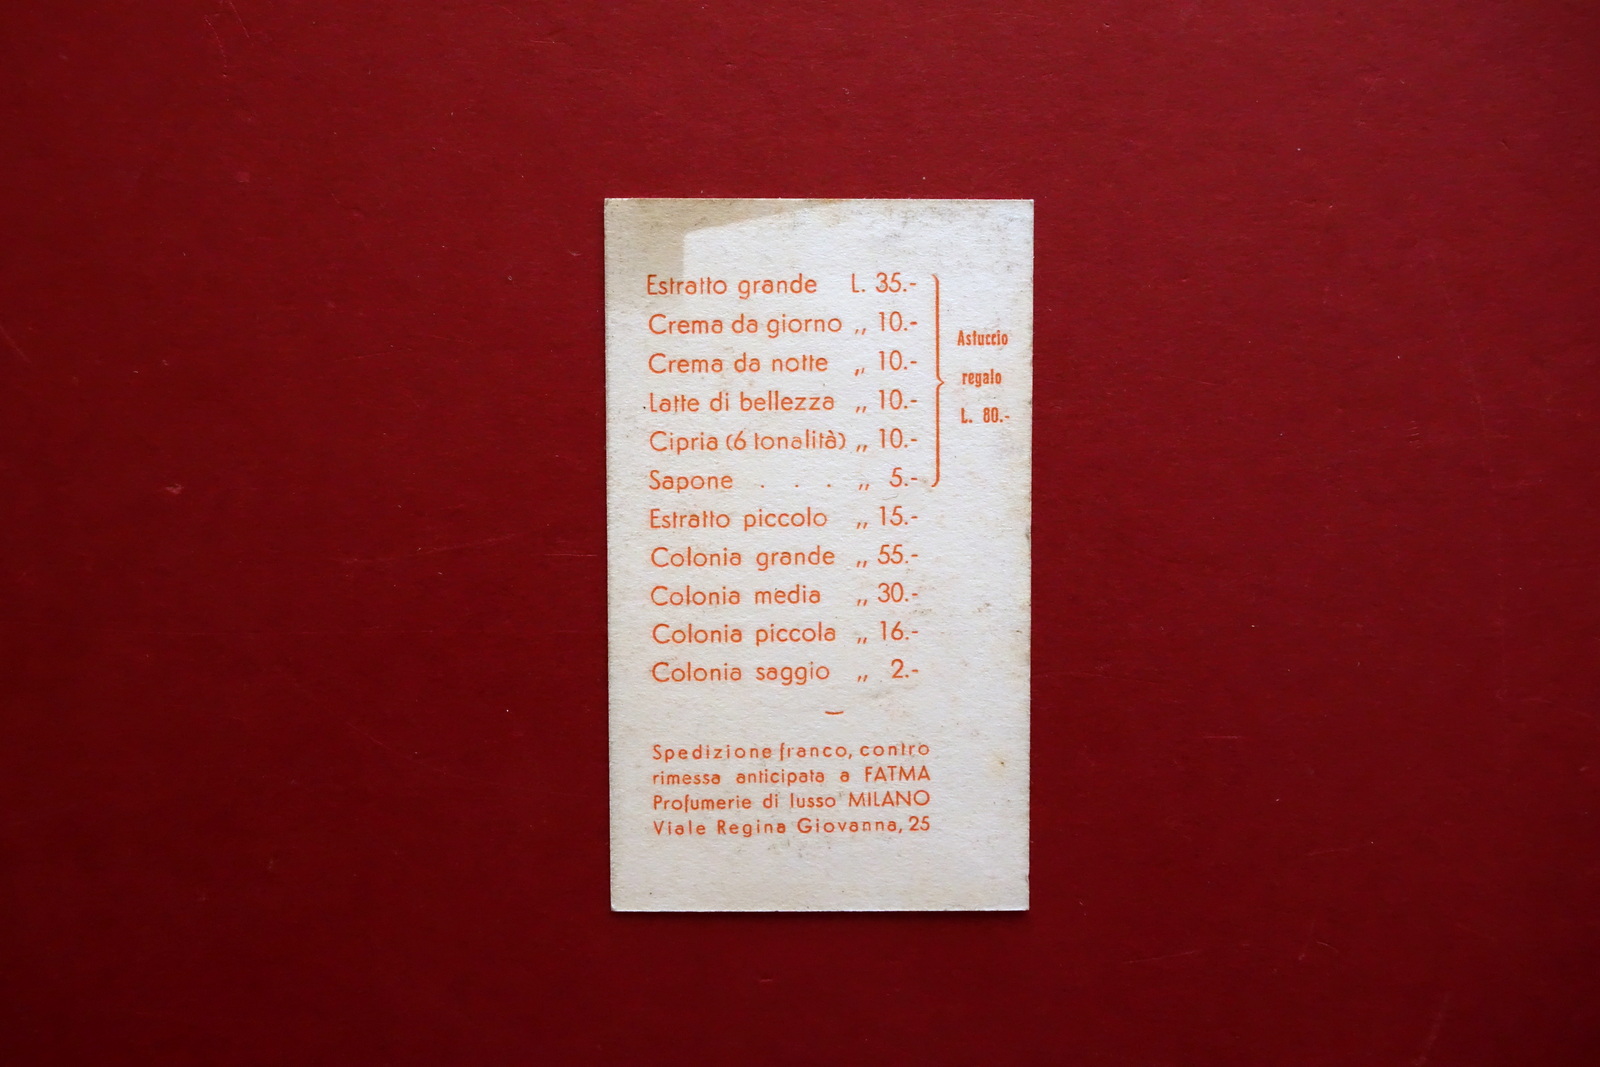 Estratto grande L. 35.-
Crema da giorno „ 10.-
Crema da notte „ 10.-
Latte di bellezza „ 10.-
Cipria (6 tonalità) „ 10.-
Sapone . . . „ 5.-
Astuccio
regalo
L. 80.-
Estratto piccolo „ 15.-
Colonia grande „ 55.-
Colonia media „ 30.-
Colonia piccola „ 16.-
Colonia saggio „ 2.-
Spedizione franco, contro
rimessa anticipata a FATMA
Profumerie di lusso MILANO
Viale Regina Giovanna, 25